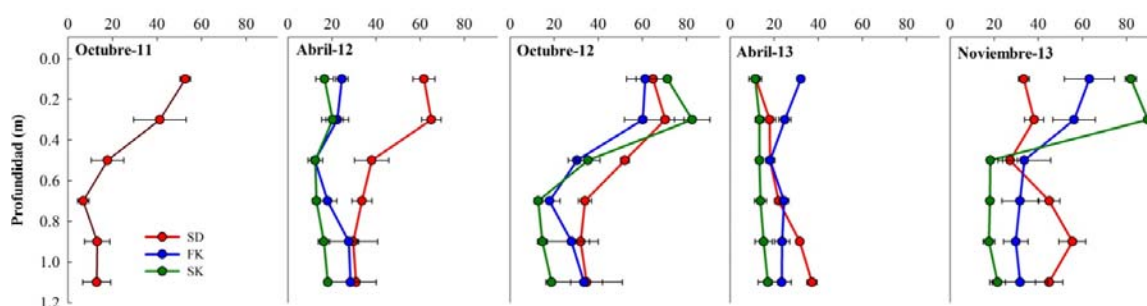 0 20 40 60 80 0 20 40 60 80 0 20 40 60 80 0 20 40 60 80 0 20 40 60 80
Octubre-11 Abril-12 Octubre-12 Abril-13 Noviembre-13
0.0
0.2
0.4
0.6
0.8
1.0
1.2
Profundidad (m)
SD
FK
SK